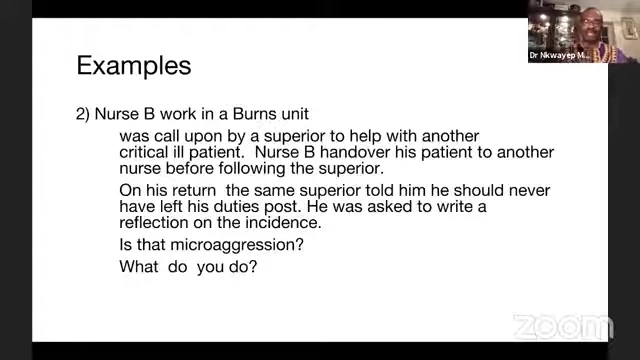 Dr Nkwayep M...
Examples
2) Nurse B work in a Burns unit
was call upon by a superior to help with another
critical ill patient.  Nurse B handover his patient to another
nurse before following the superior.
On his return  the same superior told him he should never
have left his duties post. He was asked to write a
reflection on the incidence.
Is that microaggression?
What  do  you do?
zoom